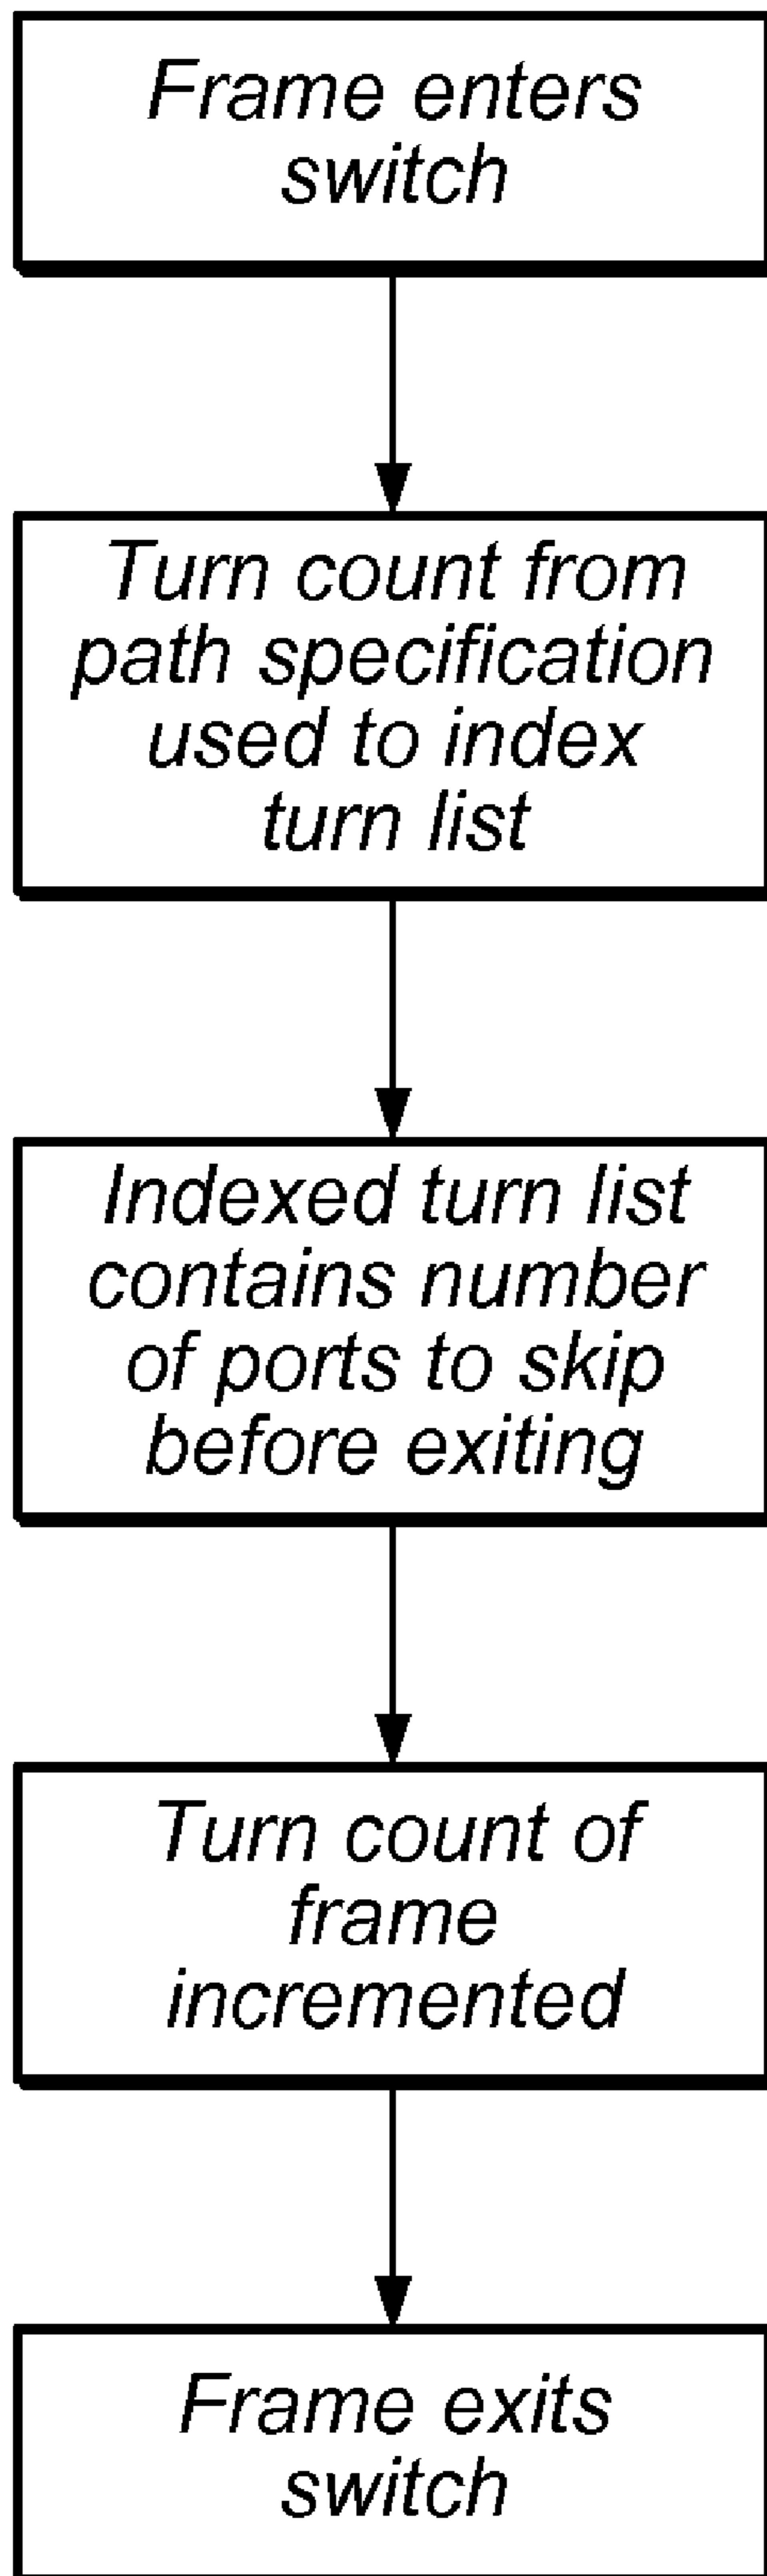 Frame enters
switch
Turn count from
path specification
used to index
turn list
Indexed turn list
contains number
of ports to skip
before exiting
Turn count of
frame
incremented
Frame exits
switch